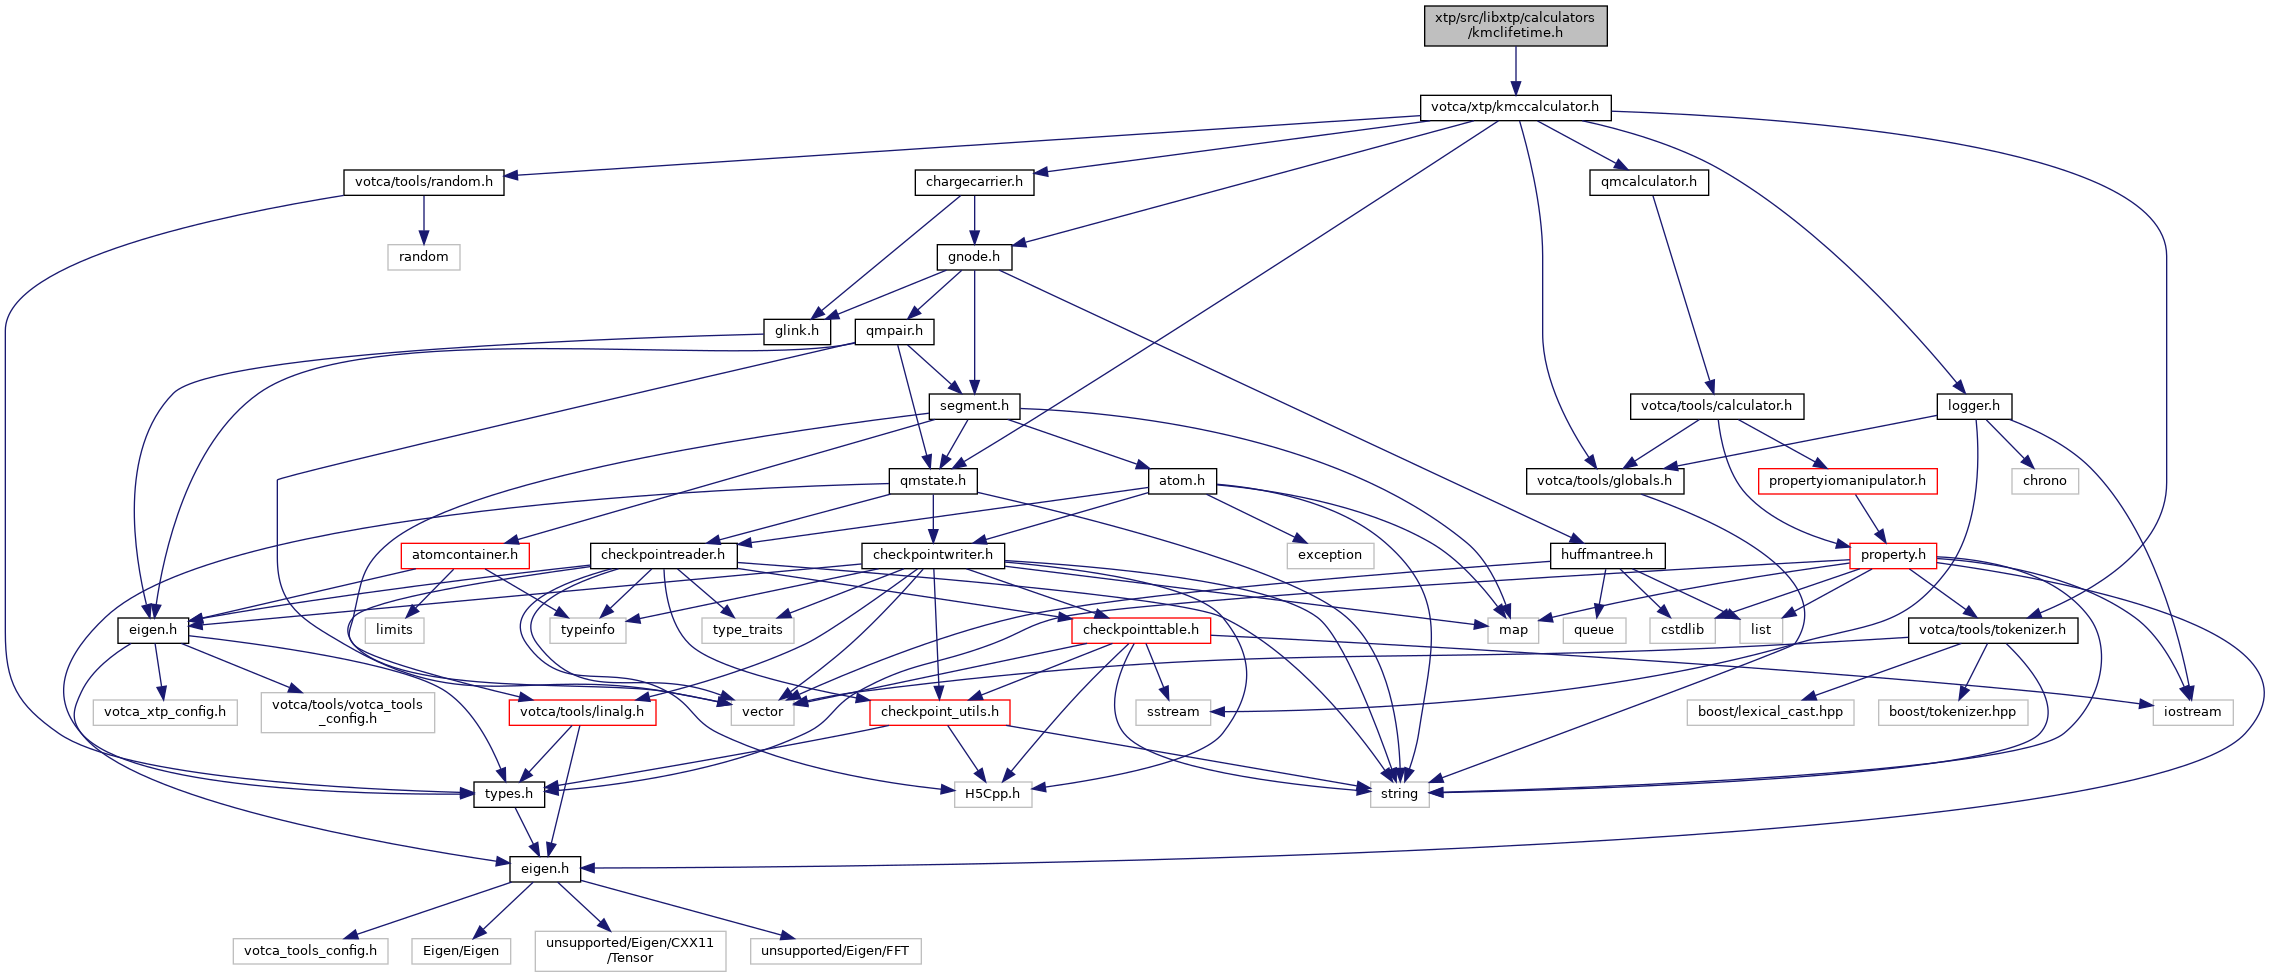 xtp/src/libxtp/calculators
/kmclifetime.h
votca/xtp/kmccalculator.h
votca/tools/random.h
chargecarrier.h
qmcalculator.h
random
gnode.h
glink.h
qmpair.h
segment.h
votca/tools/calculator.h
logger.h
qmstate.h
atom.h
votca/tools/globals.h
propertyiomanipulator.h
chrono
atomcontainer.h
checkpointreader.h
checkpointwriter.h
exception
huffmantree.h
property.h
eigen.h
limits
typeinfo
type_traits
checkpointtable.h
map
queue
cstdlib
list
votca/tools/tokenizer.h
votca_xtp_config.h
votca/tools/votca_tools
_config.h
votca/tools/linalg.h
vector
checkpoint_utils.h
sstream
boost/lexical_cast.hpp
boost/tokenizer.hpp
iostream
types.h
H5Cpp.h
string
eigen.h
votca_tools_config.h
Eigen/Eigen
unsupported/Eigen/CXX11
/Tensor
unsupported/Eigen/FFT